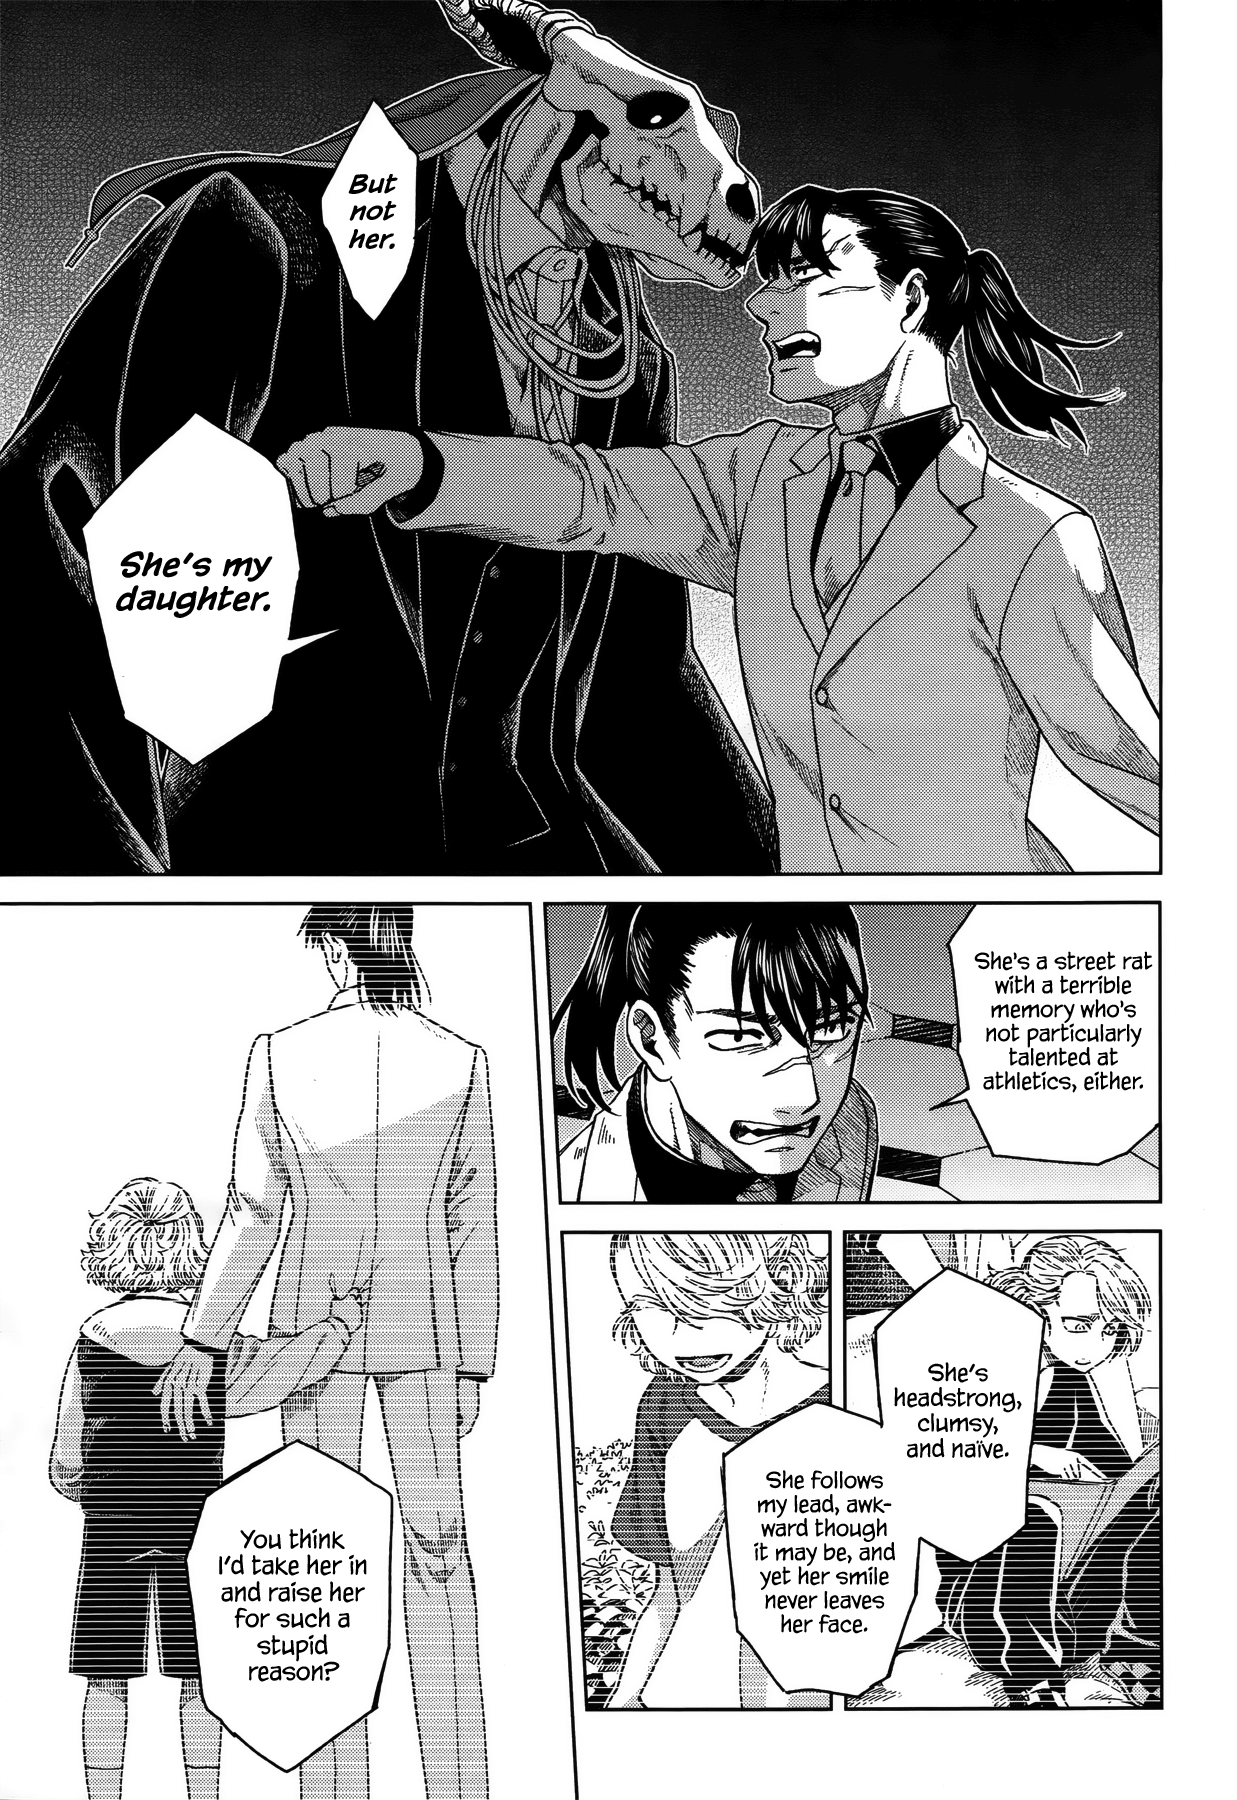 But
not
her.
She's my
daughter.
She's a street rat
with a terrible
memory who's
not particularly
talented at
athletics, either.
She's
headstrong,
clumsy,
and naïve.
She follows
my lead, awk-
ward though
it may be, and
yet her smile
never leaves
her face.
You think
I'd take her in
and raise her
for such a
stupid
reason?